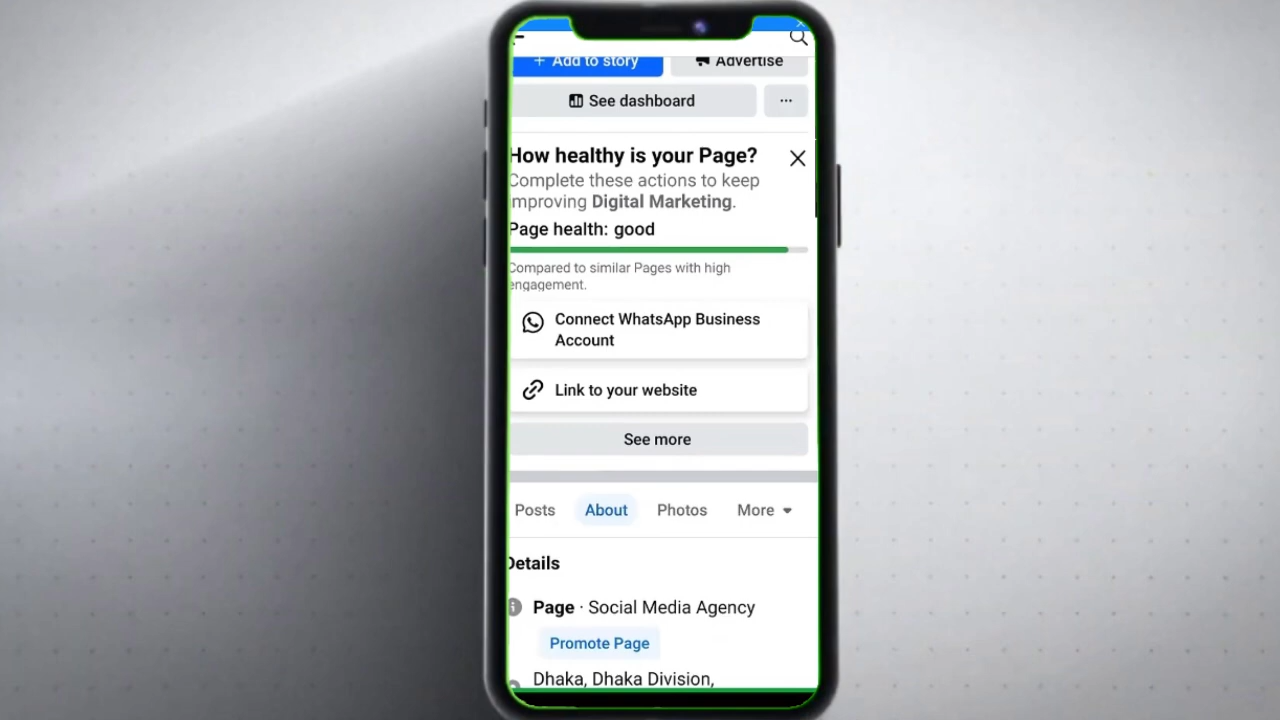 + Add to story
Advertise
See dashboard
...
How healthy is your Page?
Complete these actions to keep
improving Digital Marketing.
Page health: good
Compared to similar Pages with high
engagement.
Connect WhatsApp Business
Account
Link to your website
See more
Posts About Photos More
Details
Page · Social Media Agency
Promote Page
Dhaka, Dhaka Division,